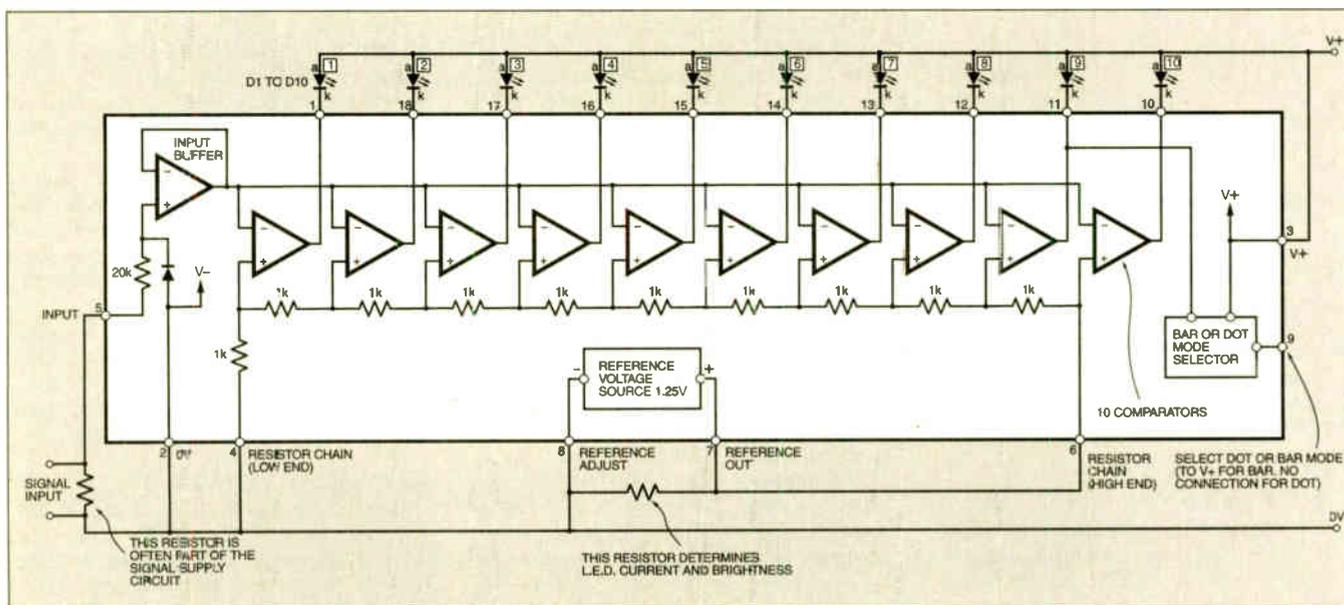 V+
a 1 a 2 a 3 a 4 a 5 a 6 a 7 a 8 a 9 a 10
D1 TO D10
k k k k k k k k k k
1 18 17 16 15 14 13 12 11 10
INPUT
BUFFER
-
+
V+
- - - - - - - - - -
+ + + + + + + + + +
3
V+
20k
V-
1k 1k 1k 1k 1k 1k 1k 1k 1k
INPUT
5
1k
BAR OR DOT
MODE
SELECTOR
9
- REFERENCE +
VOLTAGE
SOURCE 1.25V
10 COMPARATORS
2 0V
4 RESISTOR CHAIN
(LOW END)
8 REFERENCE
ADJUST
7 REFERENCE
OUT
6 RESISTOR
CHAIN
(HIGH END)
SELECT DOT OR BAR MODE
(TO V+ FOR BAR. NO
CONNECTION FOR DOT)
SIGNAL
INPUT
0V
THIS RESISTOR IS
OFTEN PART OF THE
SIGNAL SUPPLY
CIRCUIT
THIS RESISTOR DETERMINES
L.E.D. CURRENT AND BRIGHTNESS